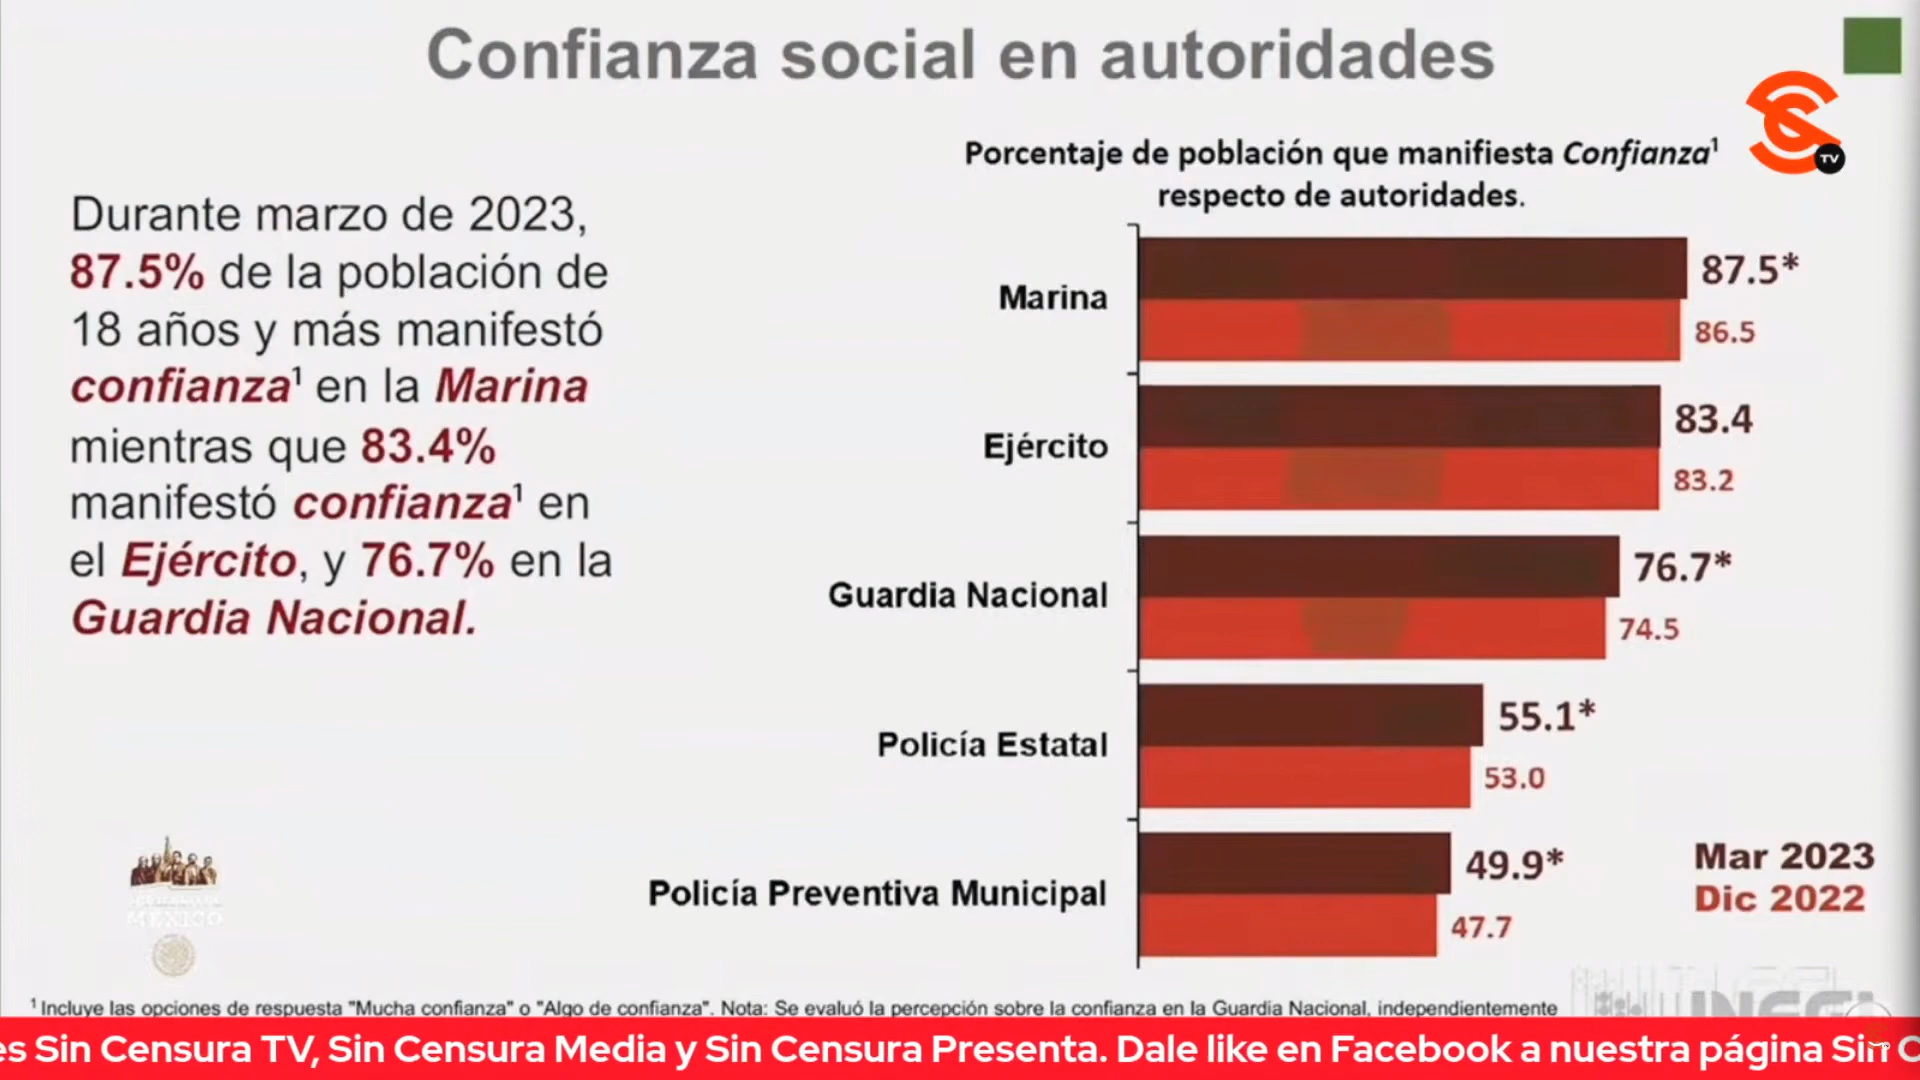 Confianza social en autoridades
TV
Porcentaje de población que manifiesta Confianza¹
respecto de autoridades.
Durante marzo de 2023,
87.5% de la población de
18 años y más manifestó
confianza¹ en la Marina
mientras que 83.4%
manifestó confianza¹ en
el Ejército, y 76.7% en la
Guardia Nacional.
Marina
87.5*
86.5
Ejército
83.4
83.2
Guardia Nacional
76.7*
74.5
Policía Estatal
55.1*
53.0
Policía Preventiva Municipal
49.9*
47.7
Mar 2023
Dic 2022
MÉXICO
INEGI
¹ Incluye las opciones de respuesta "Mucha confianza" o "Algo de confianza". Nota: Se evaluó la percepción sobre la confianza en la Guardia Nacional, independientemente
es Sin Censura TV, Sin Censura Media y Sin Censura Presenta. Dale like en Facebook a nuestra página Sin C